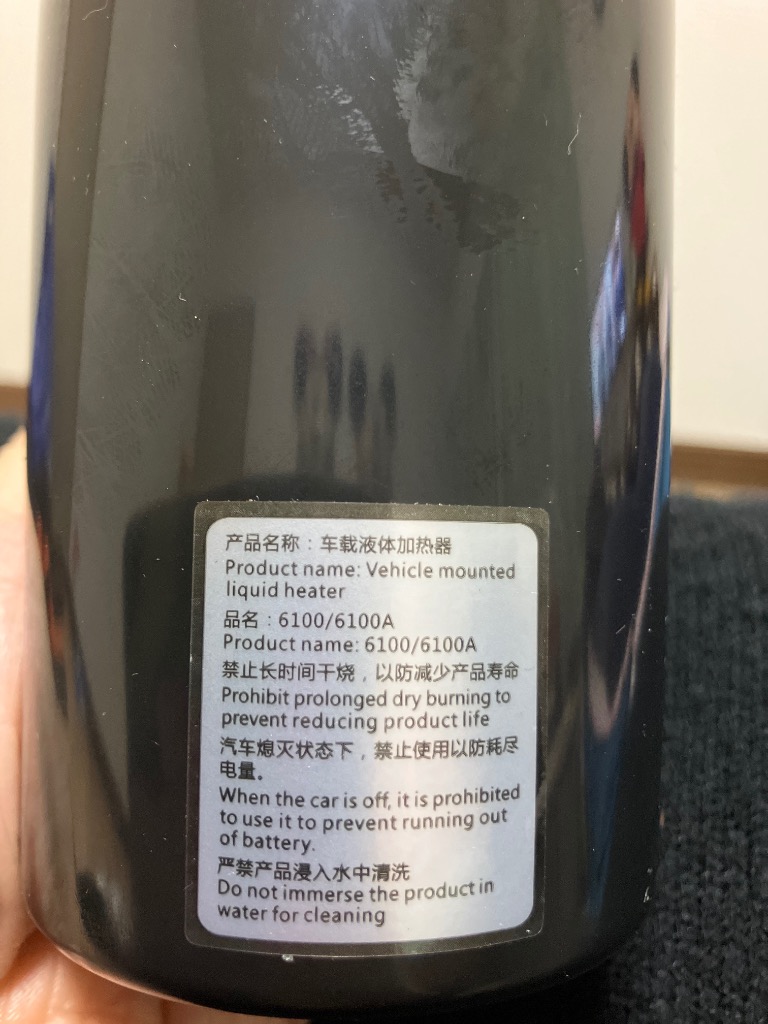 产品名称：车载液体加热器
Product name: Vehicle mounted
liquid heater
品名：6100/6100A
Product name: 6100/6100A
禁止长时间干烧，以防减少产品寿命
Prohibit prolonged dry burning to
prevent reducing product life
汽车熄灭状态下，禁止使用以防耗尽
电量。
When the car is off, it is prohibited
to use it to prevent running out
of battery.
严禁产品浸入水中清洗
Do not immerse the product in
water for cleaning